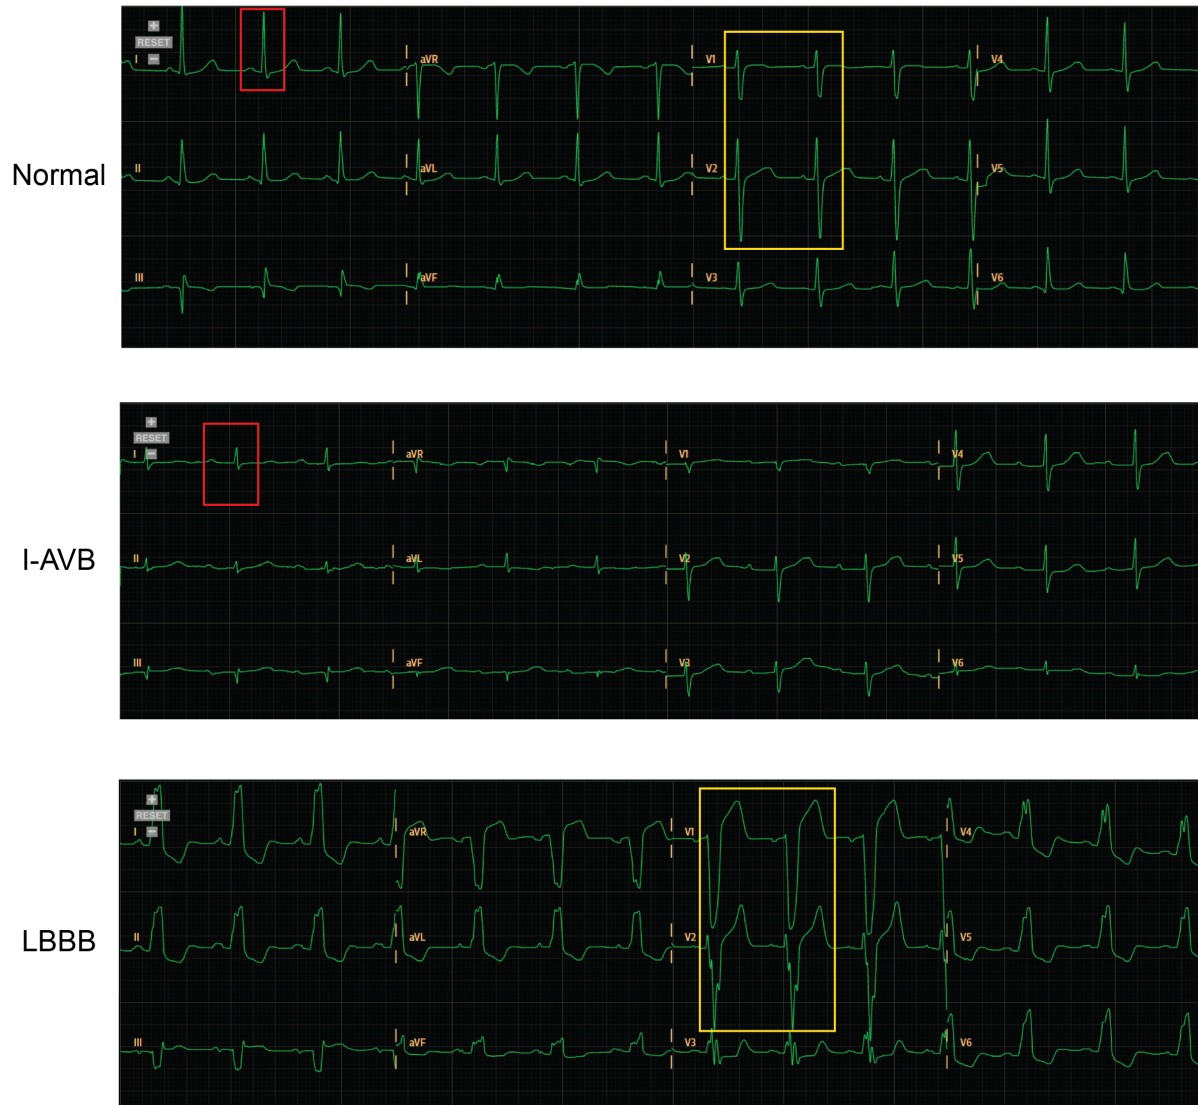 Normal
+
RESET
−
I
aVR
V1
V4
II
aVL
V2
V5
III
aVF
V3
V6
I-AVB
+
RESET
−
I
aVR
V1
V4
II
aVL
V2
V5
III
aVF
V3
V6
LBBB
+
RESET
−
I
aVR
V1
V4
II
aVL
V2
V5
III
aVF
V3
V6